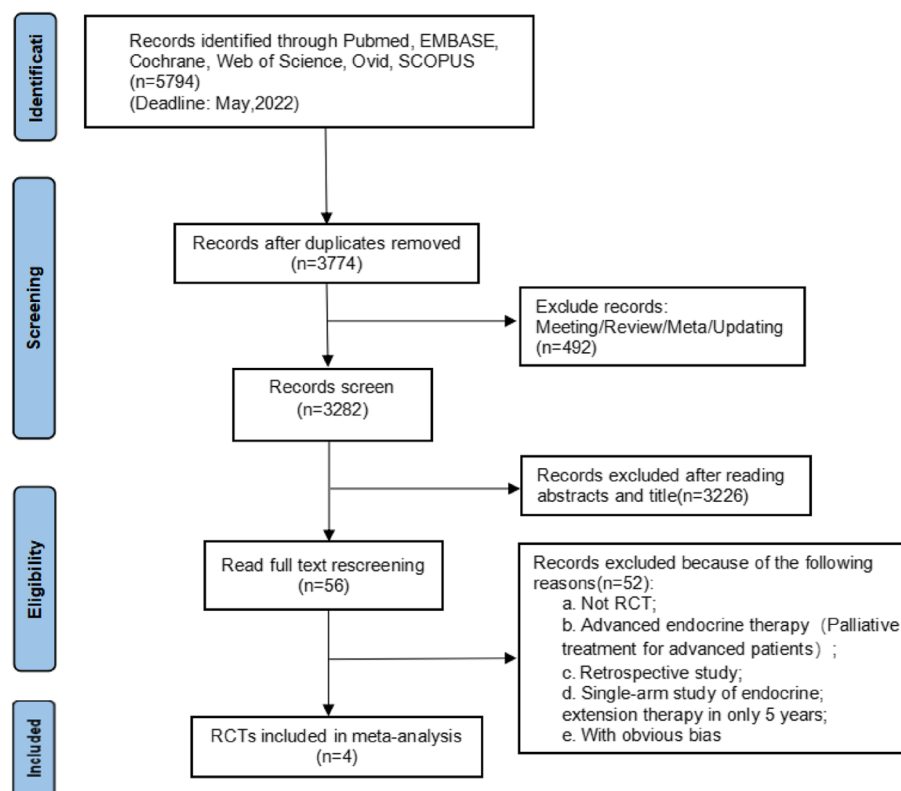 Identificati
Records identified through Pubmed, EMBASE,
Cochrane, Web of Science, Ovid, SCOPUS
(n=5794)
(Deadline: May,2022)
Screening
Records after duplicates removed
(n=3774)
Exclude records:
Meeting/Review/Meta/Updating
(n=492)
Records screen
(n=3282)
Records excluded after reading
abstracts and title(n=3226)
Eligibility
Read full text rescreening
(n=56)
Records excluded because of the following
reasons(n=52):
a. Not RCT;
b. Advanced endocrine therapy（Palliative
treatment for advanced patients）;
c. Retrospective study;
d. Single-arm study of endocrine;
extension therapy in only 5 years;
e. With obvious bias
Included
RCTs included in meta-analysis
(n=4)